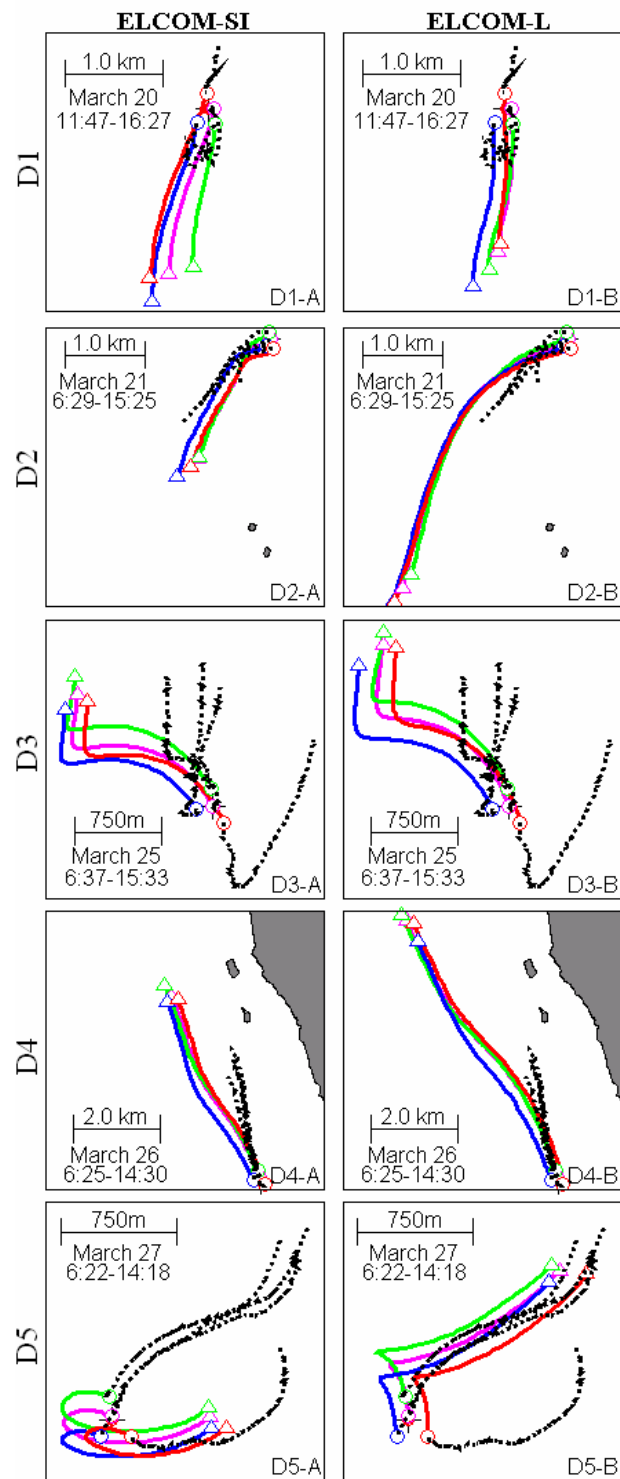 ELCOM-SI ELCOM-L
D1
1.0 km
March 20
11:47-16:27
D1-A
1.0 km
March 20
11:47-16:27
D1-B
D2
1.0 km
March 21
6:29-15:25
D2-A
1.0 km
March 21
6:29-15:25
D2-B
D3
750m
March 25
6:37-15:33
D3-A
750m
March 25
6:37-15:33
D3-B
D4
2.0 km
March 26
6:25-14:30
D4-A
2.0 km
March 26
6:25-14:30
D4-B
D5
750m
March 27
6:22-14:18
D5-A
750m
March 27
6:22-14:18
D5-B